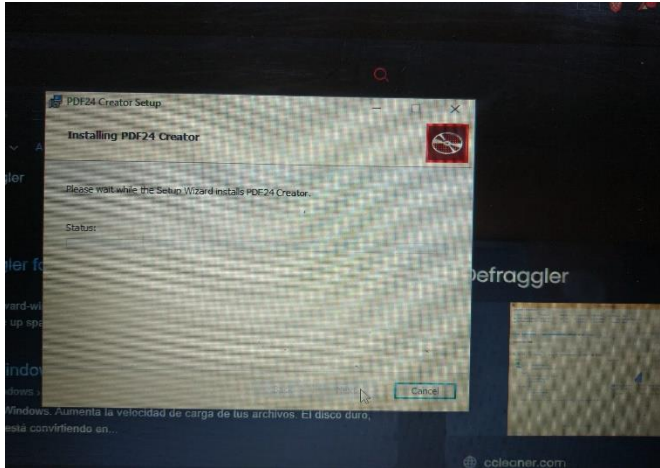 PDF24 Creator Setup
Installing PDF24 Creator
Please wait while the Setup Wizard installs PDF24 Creator.
Status:
Cancel
Defraggler
Windows. Aumenta la velocidad de carga de tus archivos. El disco duro,
está convirtiendo en...
ccleaner.com